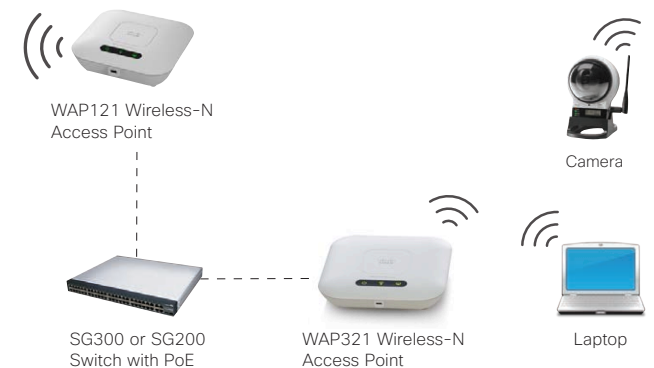 WAP121 Wireless-N
Access Point
Camera
SG300 or SG200
Switch with PoE
WAP321 Wireless-N
Access Point
Laptop